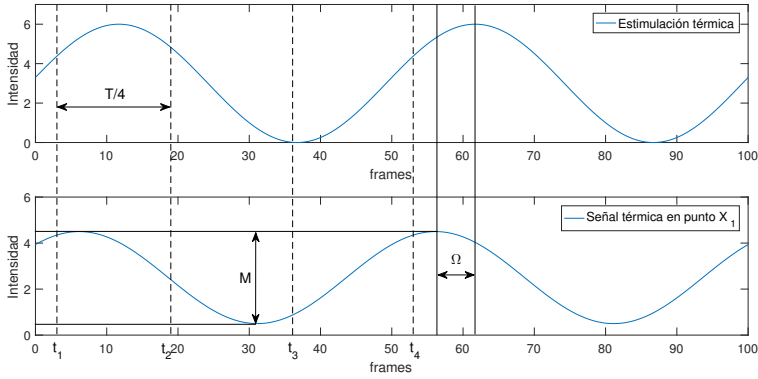 Estimulación térmica
Intensidad
6
4
2
0
T/4
0 10 20 30 40 50 60 70 80 90 100
frames
Señal térmica en punto X1
Intensidad
6
4
2
0
M
Ω
0 10 20 30 40 50 60 70 80 90 100
t1 t2 t3 t4
frames